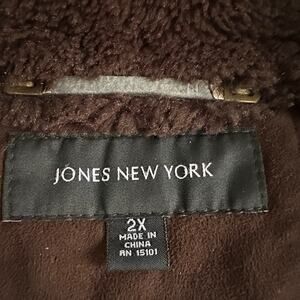 JONES NEW YORK
2X
MADE IN
CHINA
RN 15101